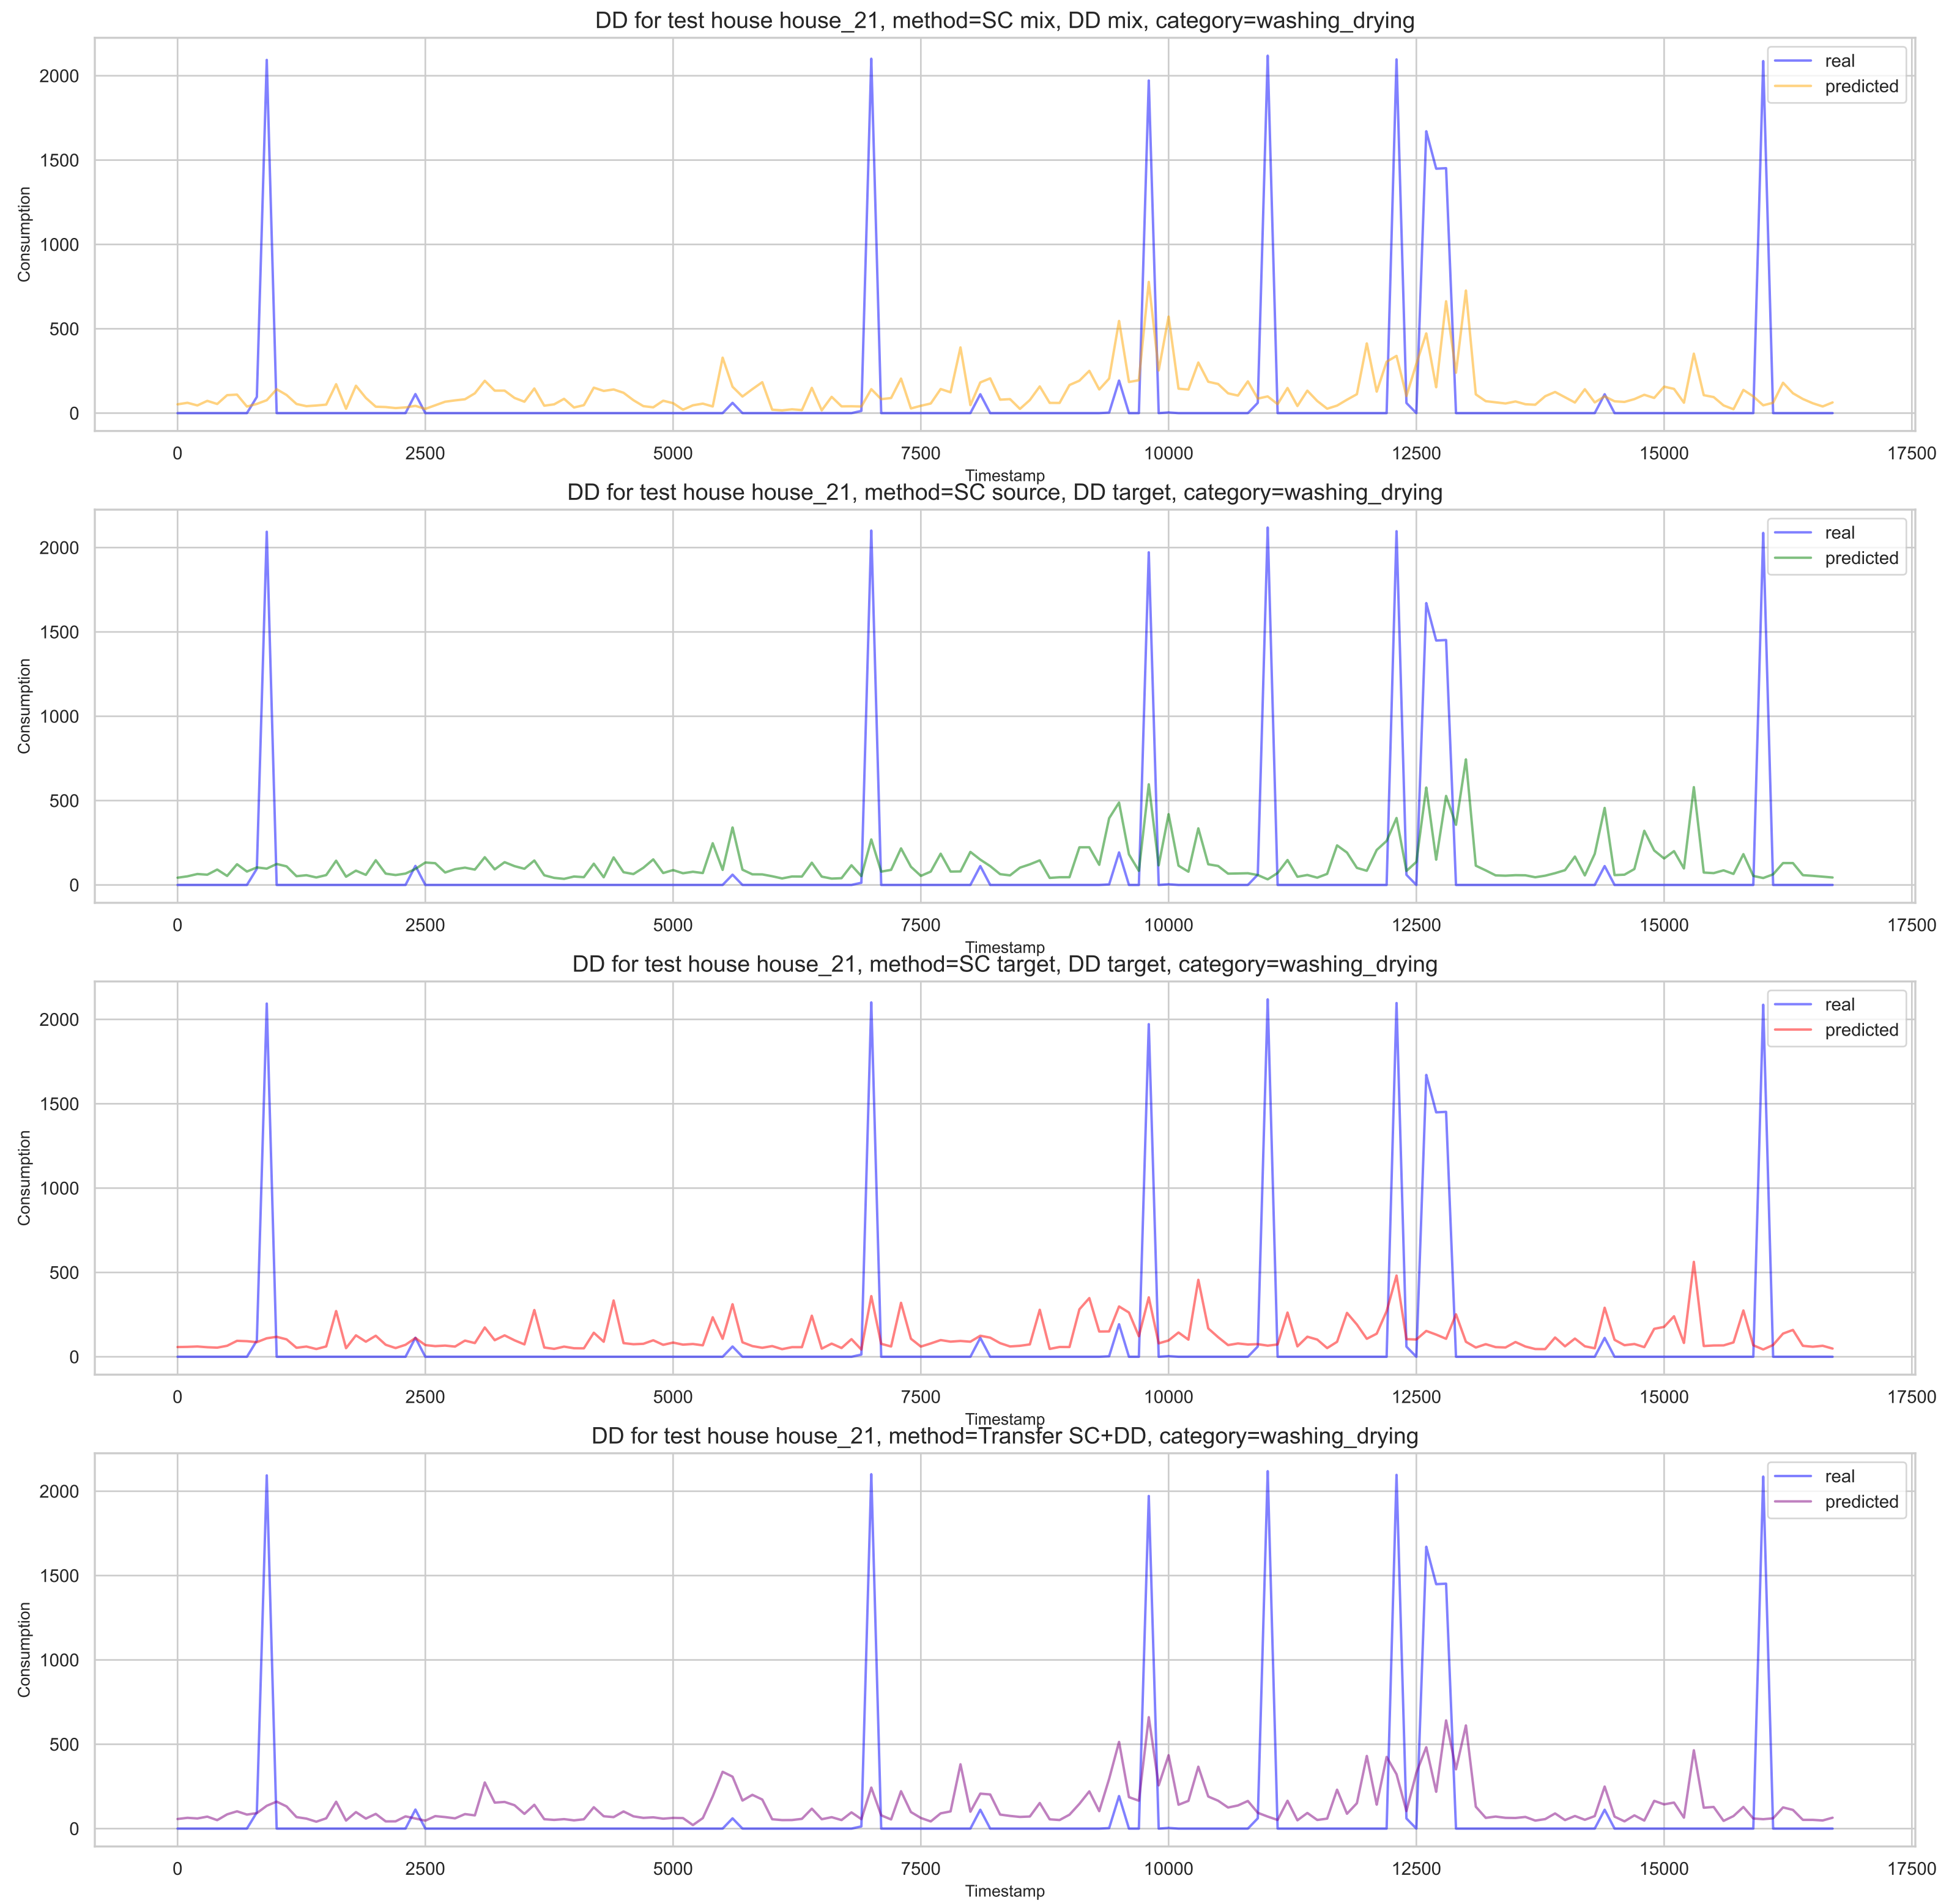 DD for test house house_21, method=SC mix, DD mix, category=washing_drying
real
predicted
2000
1500
1000
500
0
Consumption
0 2500 5000 7500 10000 12500 15000 17500
Timestamp
DD for test house house_21, method=SC source, DD target, category=washing_drying
real
predicted
2000
1500
1000
500
0
Consumption
0 2500 5000 7500 10000 12500 15000 17500
Timestamp
DD for test house house_21, method=SC target, DD target, category=washing_drying
real
predicted
2000
1500
1000
500
0
Consumption
0 2500 5000 7500 10000 12500 15000 17500
Timestamp
DD for test house house_21, method=Transfer SC+DD, category=washing_drying
real
predicted
2000
1500
1000
500
0
Consumption
0 2500 5000 7500 10000 12500 15000 17500
Timestamp